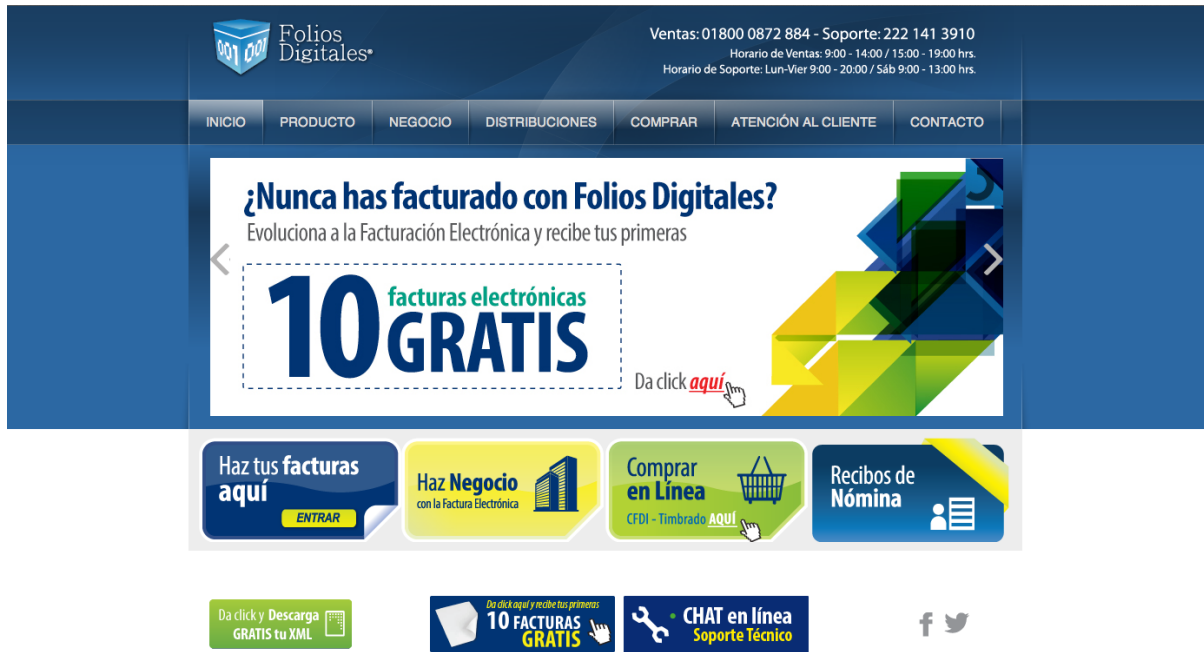 001 001
Folios
Digitales®
Ventas: 01800 0872 884 - Soporte: 222 141 3910
Horario de Ventas: 9:00 - 14:00 / 15:00 - 19:00 hrs.
Horario de Soporte: Lun-Vier 9:00 - 20:00 / Sáb 9:00 - 13:00 hrs.
INICIO PRODUCTO NEGOCIO DISTRIBUCIONES COMPRAR ATENCIÓN AL CLIENTE CONTACTO
¿Nunca has facturado con Folios Digitales?
Evoluciona a la Facturación Electrónica y recibe tus primeras
10 facturas electrónicas
GRATIS
Da click aquí
Haz tus facturas
aquí
ENTRAR
Haz Negocio
con la Factura Electrónica
Comprar
en Línea
CFDI - Timbrado AQUÍ
Recibos de
Nómina
Da click y Descarga
GRATIS tu XML
Da click aquí y recibe tus primeras
10 FACTURAS
GRATIS
CHAT en línea
Soporte Técnico